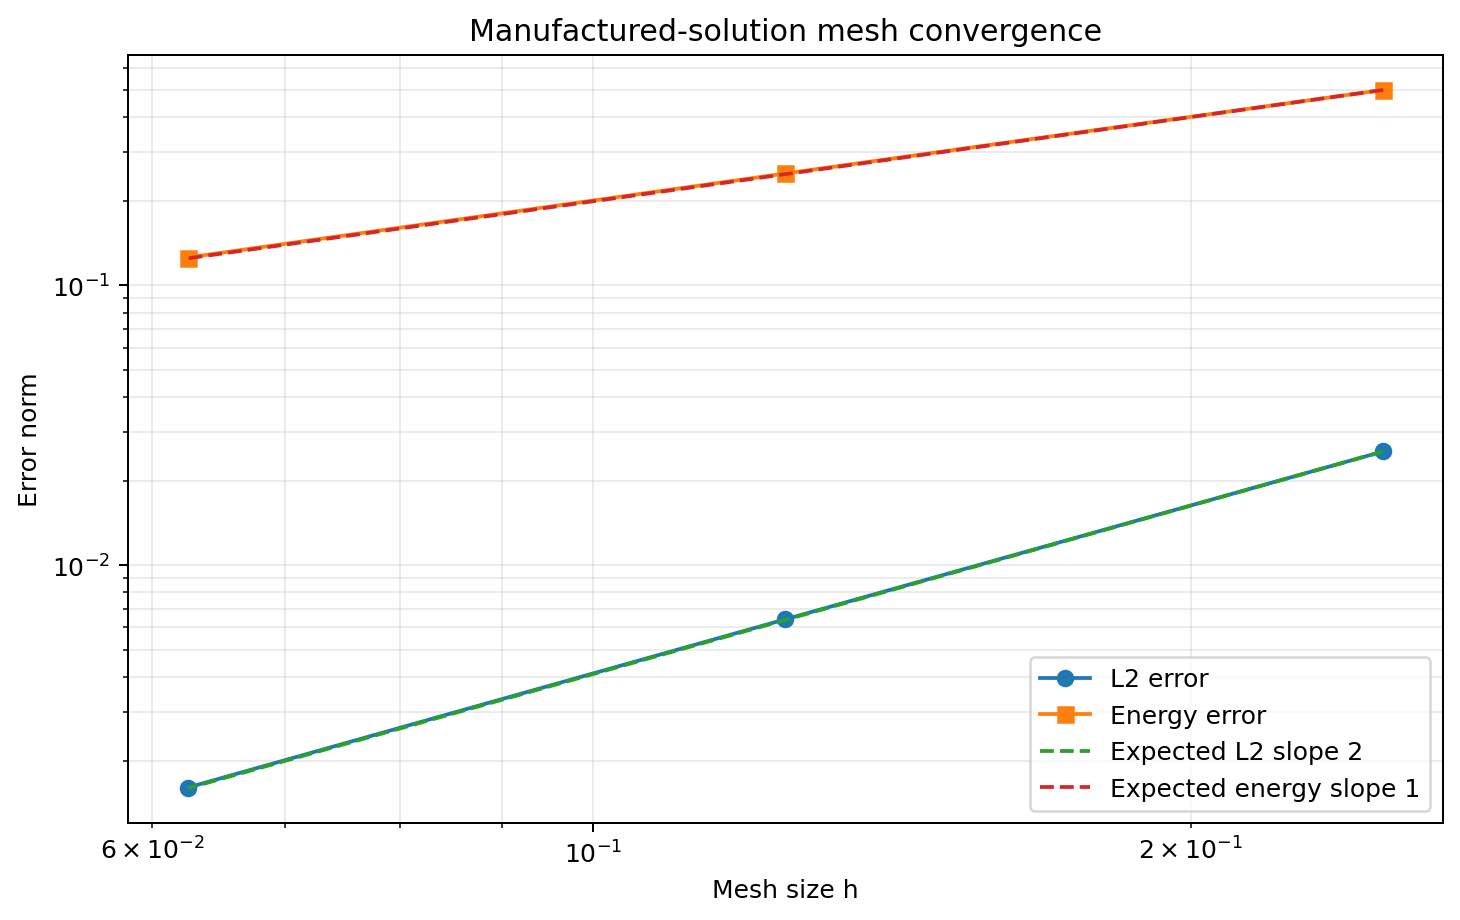 Manufactured-solution mesh convergence
Error norm
10⁻¹
10⁻²
L2 error
Energy error
Expected L2 slope 2
Expected energy slope 1
6 × 10⁻² 10⁻¹ 2 × 10⁻¹
Mesh size h